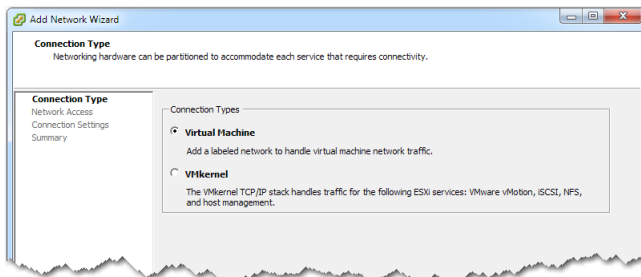 Add Network Wizard
Connection Type
Networking hardware can be partitioned to accommodate each service that requires connectivity.
Connection Type
Network Access
Connection Settings
Summary
Connection Types
Virtual Machine
Add a labeled network to handle virtual machine network traffic.
VMkernel
The VMkernel TCP/IP stack handles traffic for the following ESXi services: VMware vMotion, iSCSI, NFS,
and host management.